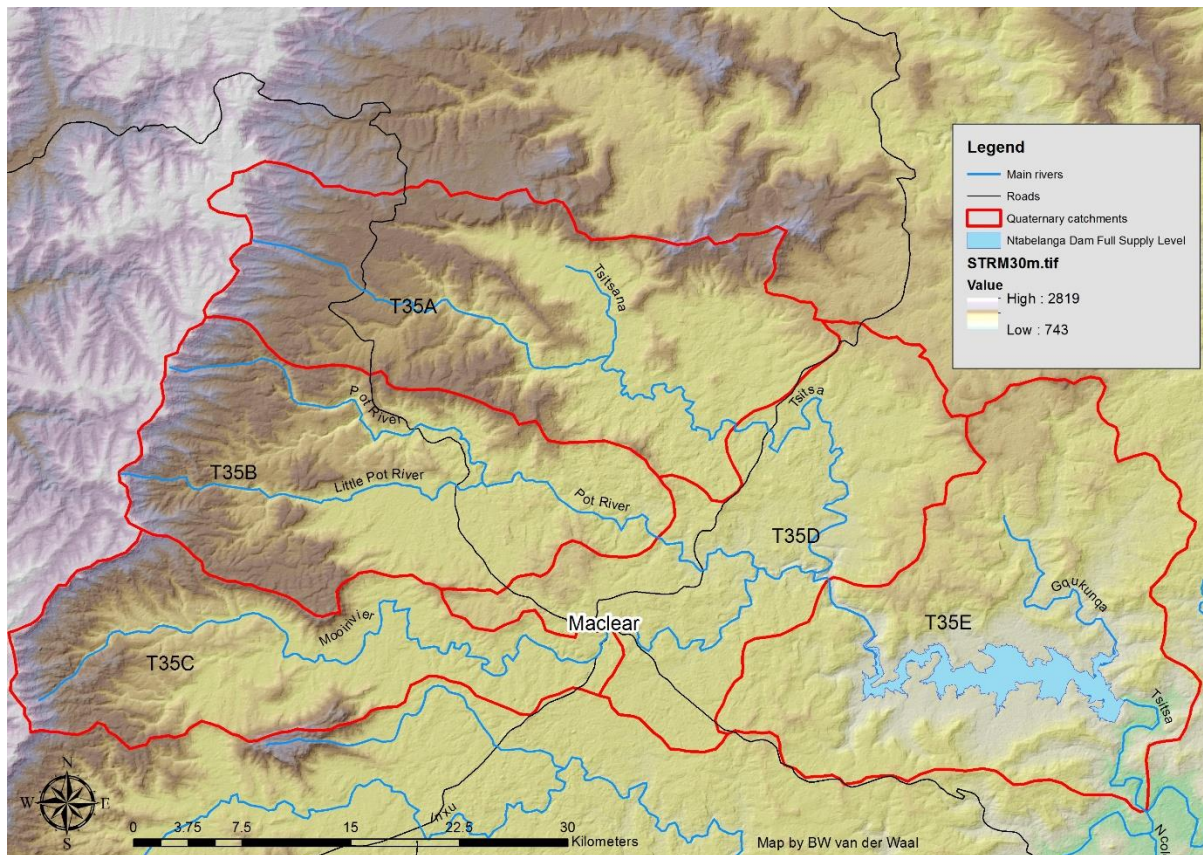 Legend
Main rivers
Roads
Quaternary catchments
Ntabelanga Dam Full Supply Level
STRM30m.tif
Value
High : 2819
Low : 743
Tsitsana
T35A
Pot River
Tsitsa
T35B
Little Pot River
Pot River
T35D
Gqukunqa
Maclear
T35E
Mooirivier
T35C
Tsitsa
N
W E
S
Inxu
0 3.75 7.5 15 22.5 30
Kilometers
Map by BW van der Waal
Ncol